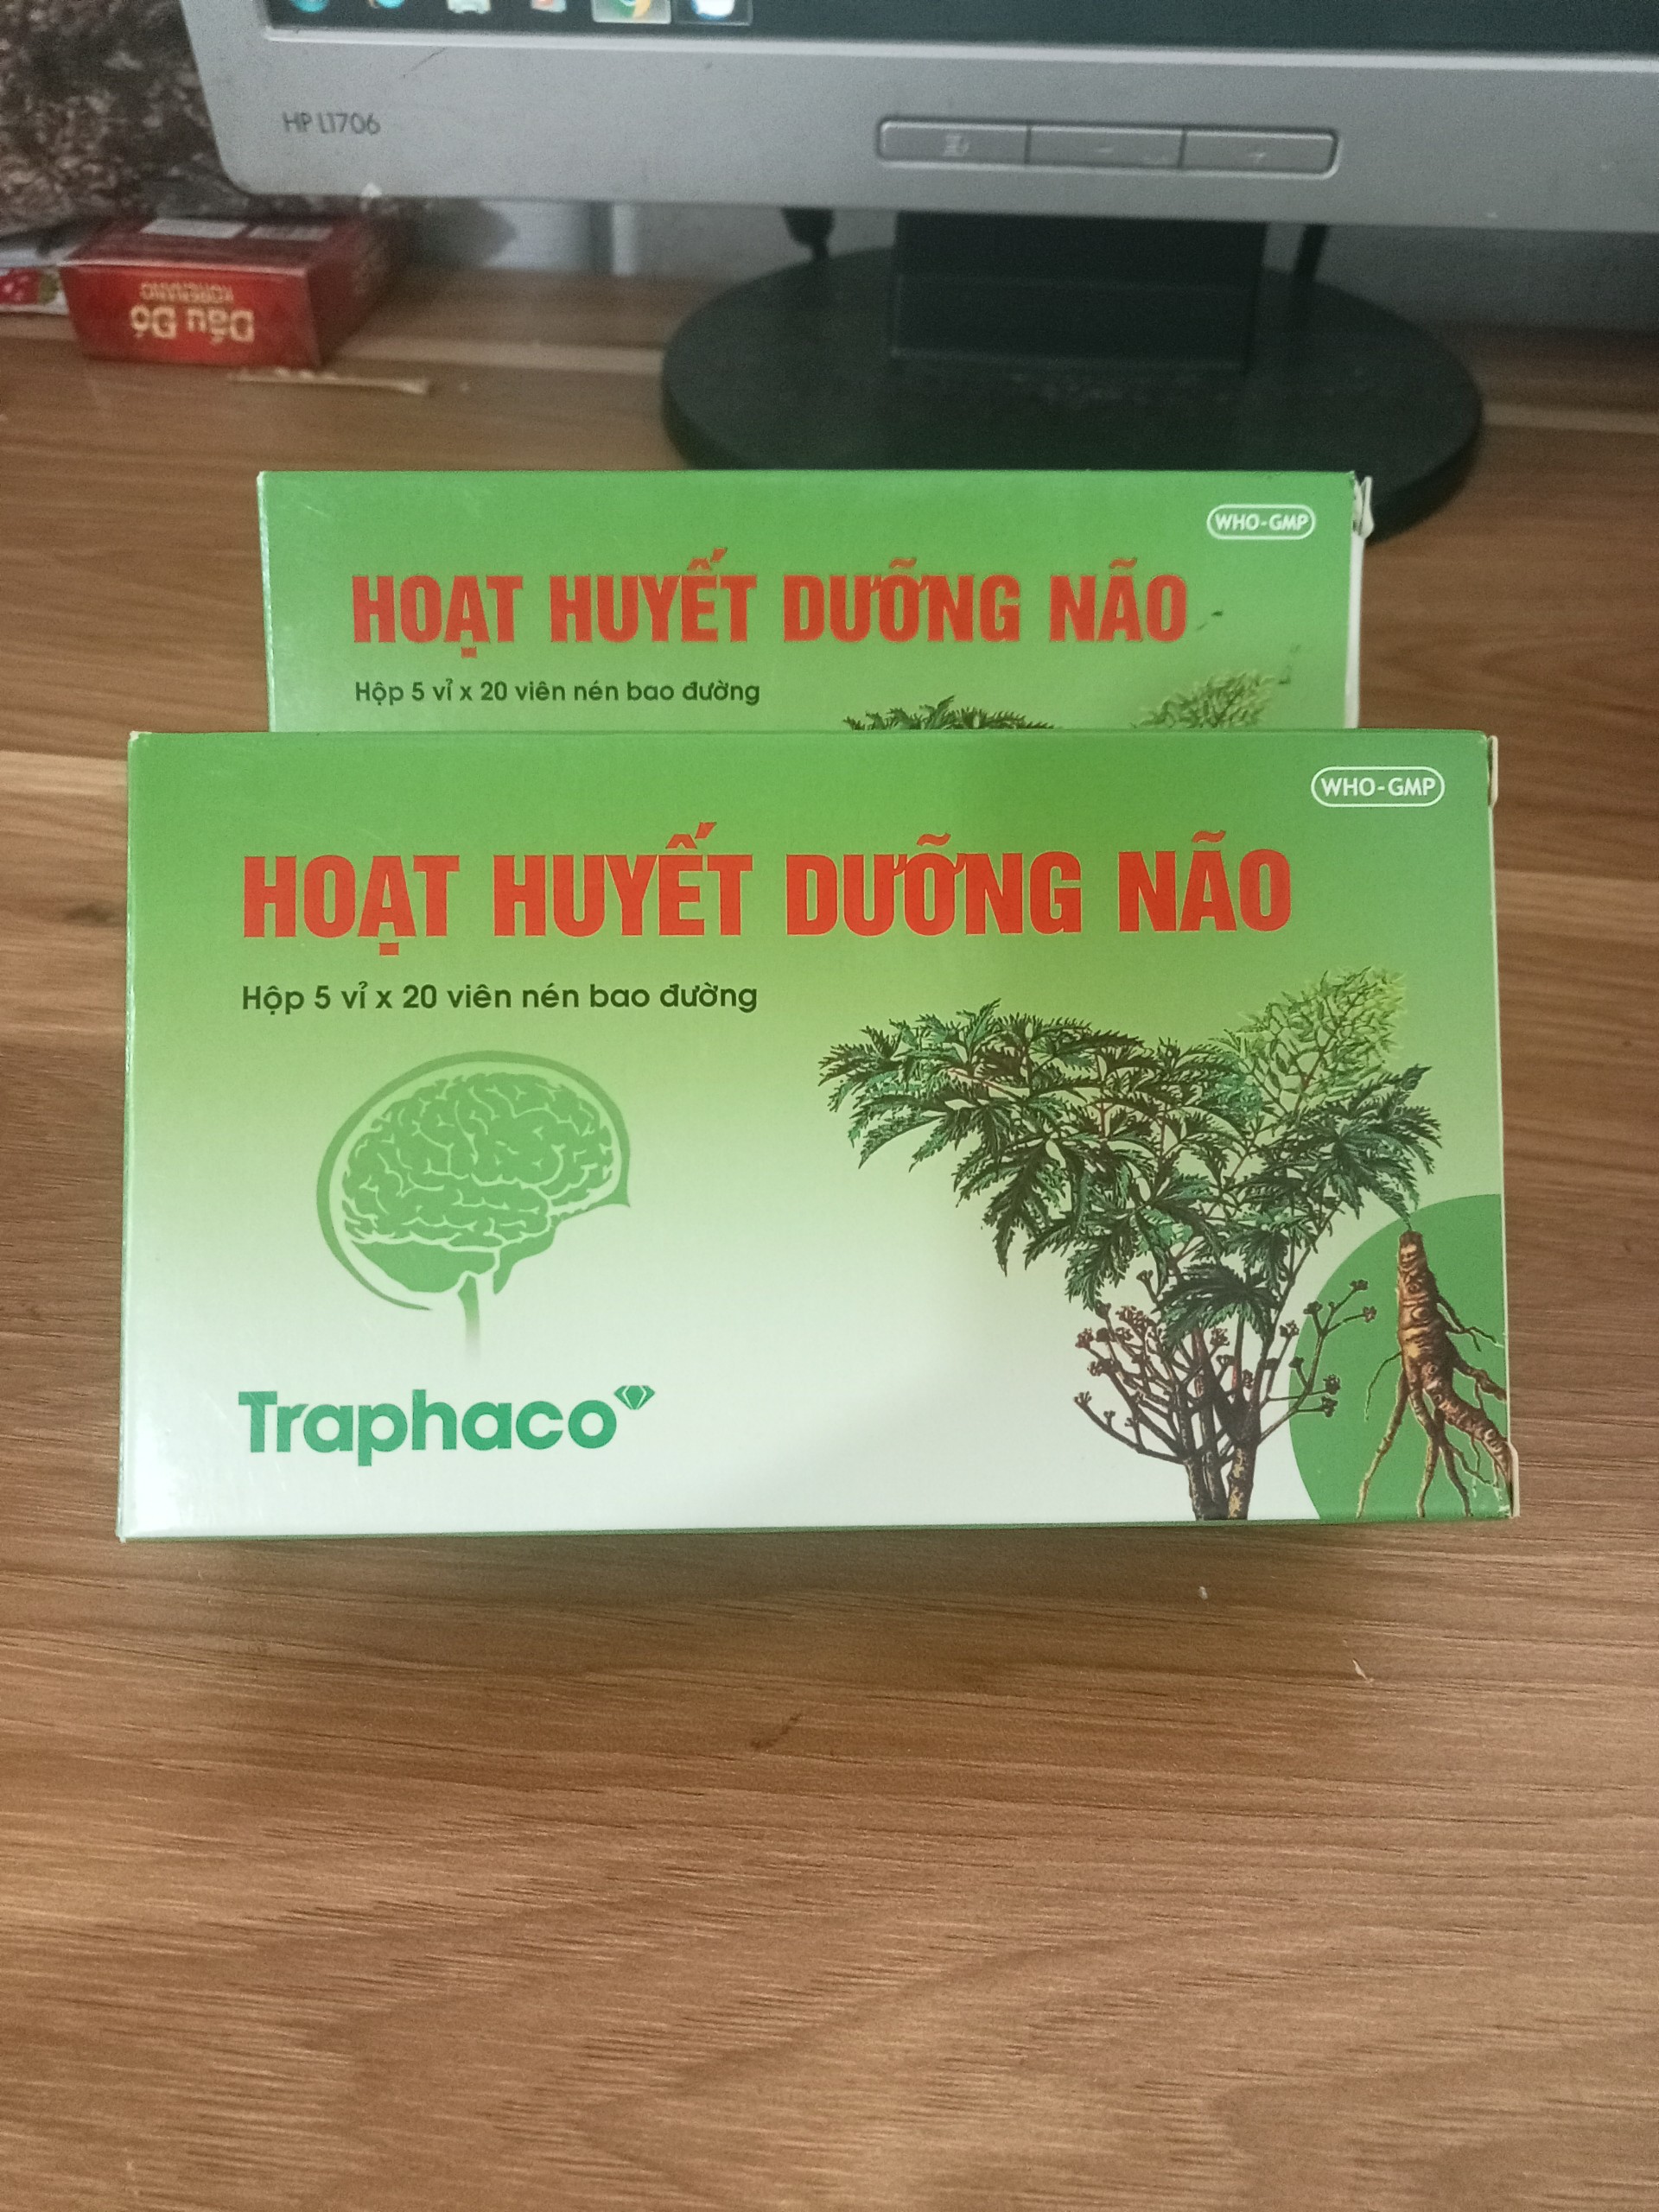 HP L1706
Dầu Đỏ
KORENANO
WHO-GMP
HOẠT HUYẾT DƯỠNG NÃO
Hộp 5 vỉ x 20 viên nén bao đường
WHO-GMP
HOẠT HUYẾT DƯỠNG NÃO
Hộp 5 vỉ x 20 viên nén bao đường
Traphaco